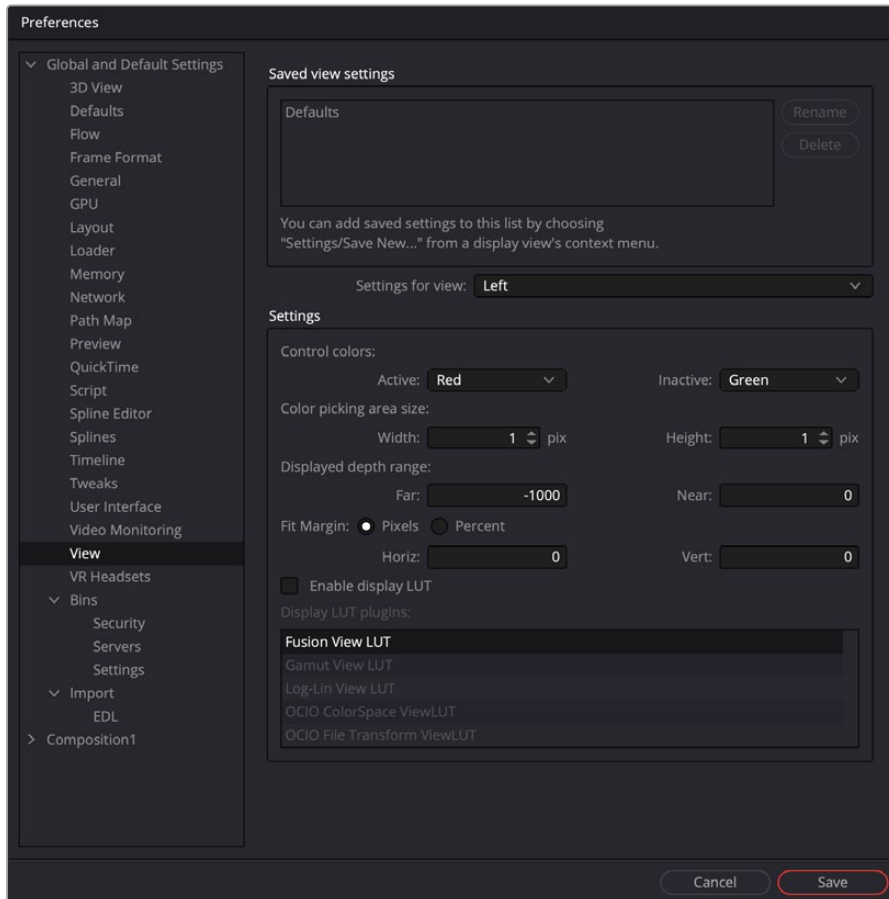 Preferences
Global and Default Settings
3D View
Defaults
Flow
Frame Format
General
GPU
Layout
Loader
Memory
Network
Path Map
Preview
QuickTime
Script
Spline Editor
Splines
Timeline
Tweaks
User Interface
Video Monitoring
View
VR Headsets
Bins
Security
Servers
Settings
Import
EDL
Composition1
Saved view settings
Defaults
Rename
Delete
You can add saved settings to this list by choosing
"Settings/Save New..." from a display view's context menu.
Settings for view: Left
Settings
Control colors:
Active: Red Inactive: Green
Color picking area size:
Width: 1 pix Height: 1 pix
Displayed depth range:
Far: -1000 Near: 0
Fit Margin: Pixels Percent
Horiz: 0 Vert: 0
Enable display LUT
Display LUT plugins:
Fusion View LUT
Gamut View LUT
Log-Lin View LUT
OCIO ColorSpace ViewLUT
OCIO File Transform ViewLUT
Cancel Save